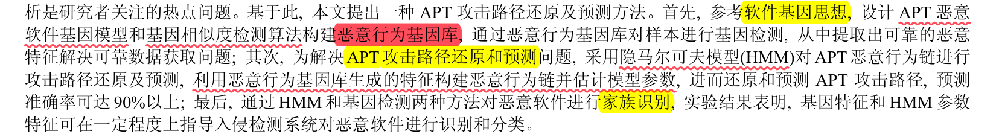 析是研究者关注的热点问题。基于此, 本文提出一种 APT 攻击路径还原及预测方法。首先, 参考软件基因思想, 设计 APT 恶意
软件基因模型和基因相似度检测算法构建恶意行为基因库, 通过恶意行为基因库对样本进行基因检测, 从中提取出可靠的恶意
特征解决可靠数据获取问题; 其次, 为解决 APT 攻击路径还原和预测问题, 采用隐马尔可夫模型(HMM)对 APT 恶意行为链进行
攻击路径还原及预测, 利用恶意行为基因库生成的特征构建恶意行为链并估计模型参数, 进而还原和预测 APT 攻击路径, 预测
准确率可达 90%以上; 最后, 通过 HMM 和基因检测两种方法对恶意软件进行家族识别, 实验结果表明, 基因特征和 HMM 参数
特征可在一定程度上指导入侵检测系统对恶意软件进行识别和分类。